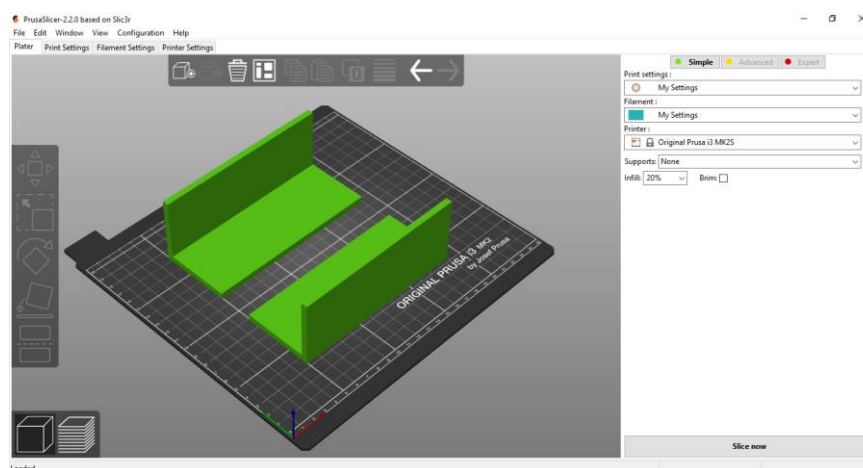 PrusaSlicer-2.2.0 based on Slic3r
File Edit Window View Configuration Help
Plater Print Settings Filament Settings Printer Settings
Simple Advanced Expert
Print settings :
My Settings
Filament :
My Settings
Printer :
Original Prusa i3 MK2S
Supports: None
Infill: 20% Brim:
ORIGINAL PRUSA i3 MK2
by Josef Prusa
Slice now
Loaded